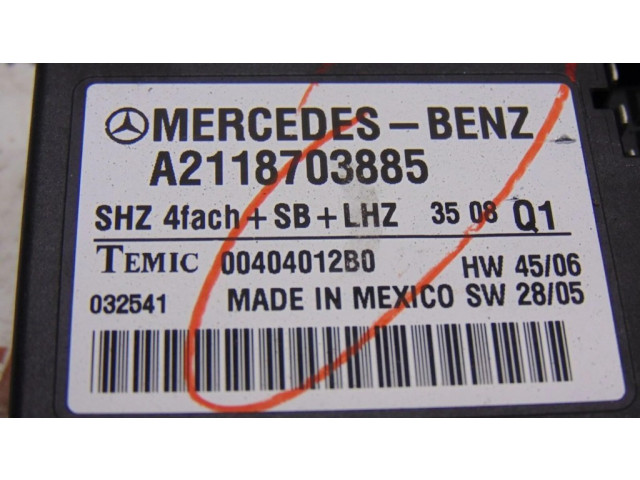 MERCEDES-BENZ
A2118703885
SHZ 4fach+SB+LHZ 35 08 Q1
TEMIC 00404012B0 HW 45/06
032541 MADE IN MEXICO SW 28/05